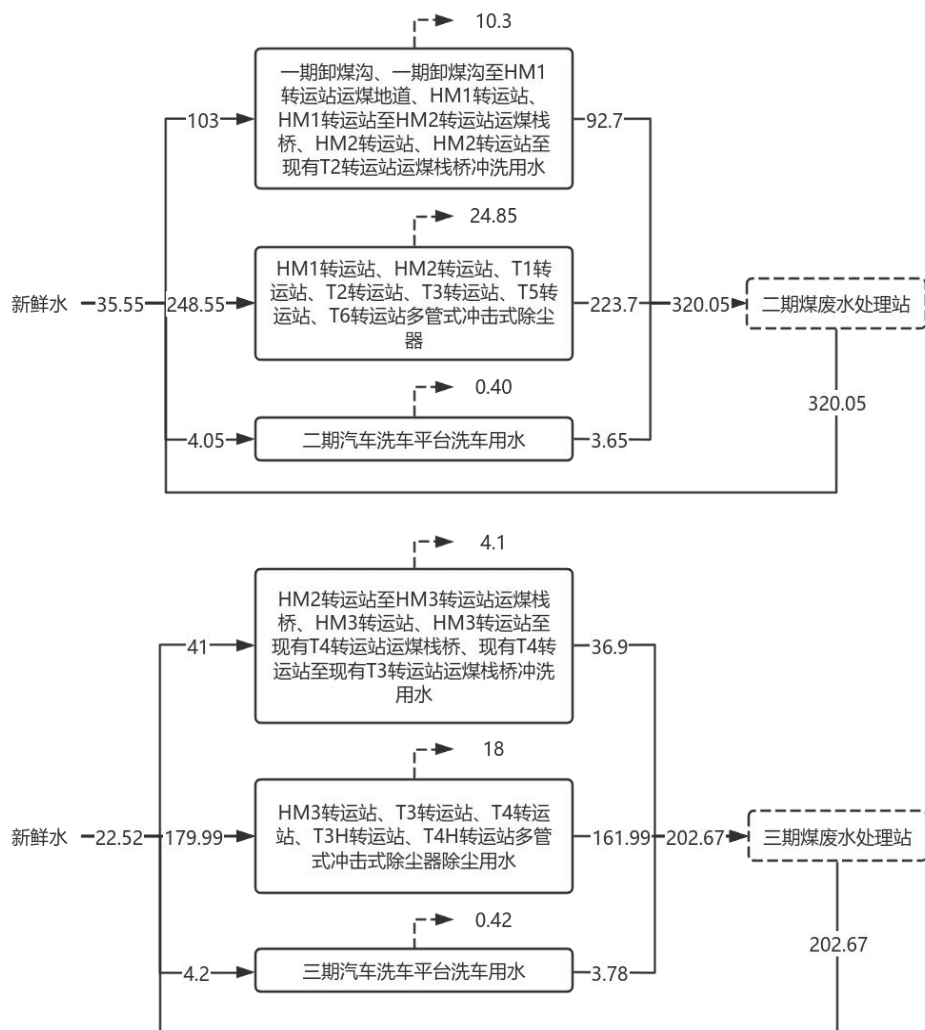 10.3
一期卸煤沟、一期卸煤沟至HM1
转运站运煤地道、HM1转运站、
HM1转运站至HM2转运站运煤栈
桥、HM2转运站、HM2转运站至
现有T2转运站运煤栈桥冲洗用水
103
92.7
24.85
HM1转运站、HM2转运站、T1转
运站、T2转运站、T3转运站、T5转
运站、T6转运站多管式冲击式除尘
器
新鲜水
35.55
248.55
223.7
320.05
二期煤废水处理站
320.05
0.40
4.05
二期汽车洗车平台洗车用水
3.65
4.1
HM2转运站至HM3转运站运煤栈
桥、HM3转运站、HM3转运站至
现有T4转运站运煤栈桥、现有T4转
运站至现有T3转运站运煤栈桥冲洗
用水
41
36.9
18
HM3转运站、T3转运站、T4转运
站、T3H转运站、T4H转运站多管
式冲击式除尘器除尘用水
新鲜水
22.52
179.99
161.99
202.67
三期煤废水处理站
202.67
0.42
4.2
三期汽车洗车平台洗车用水
3.78